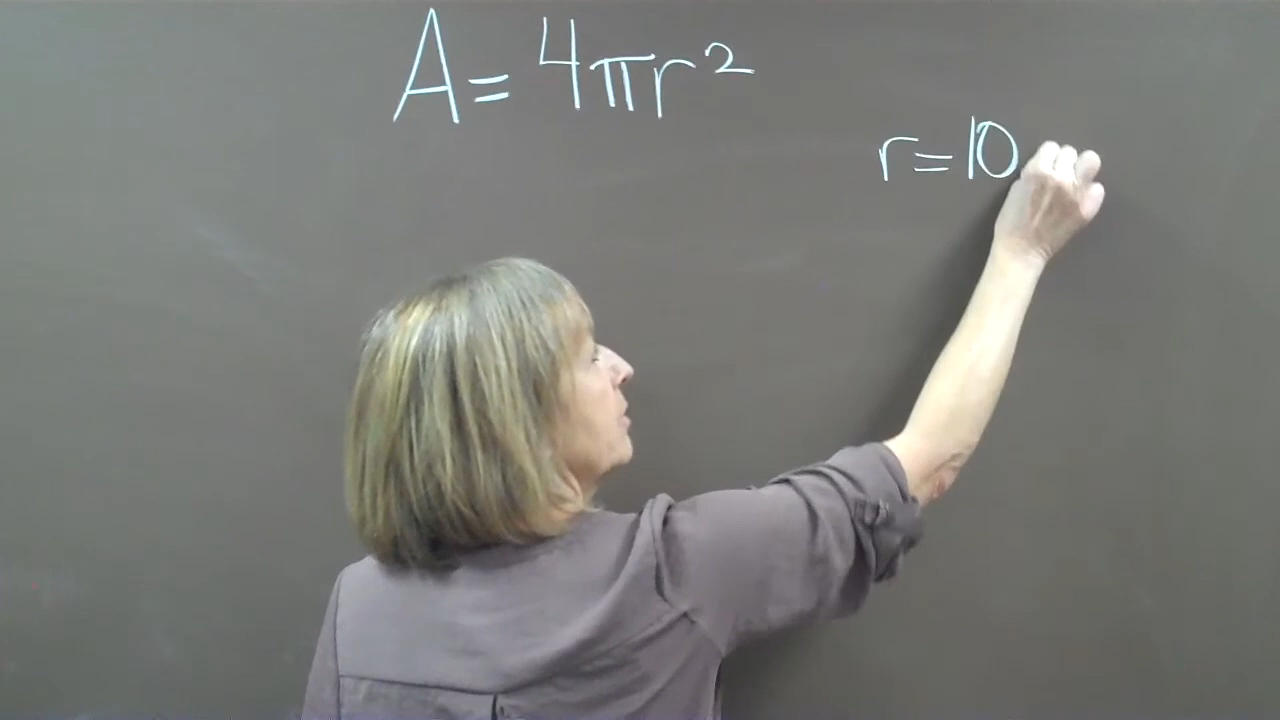 A = 4πr²
r = 10